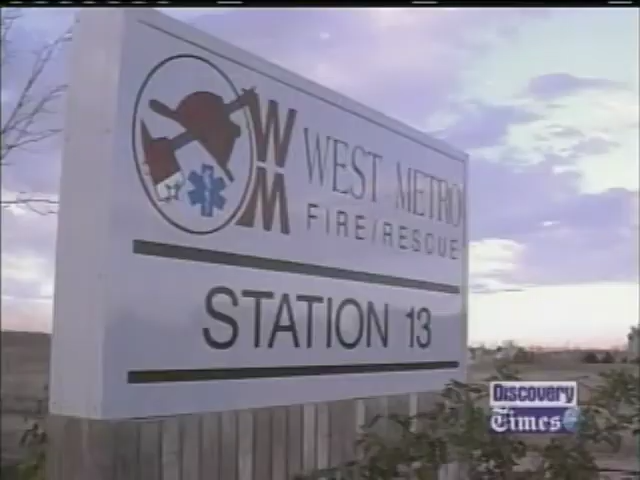 WM
WEST METRO
FIRE/RESCUE
STATION 13
Discovery
Times